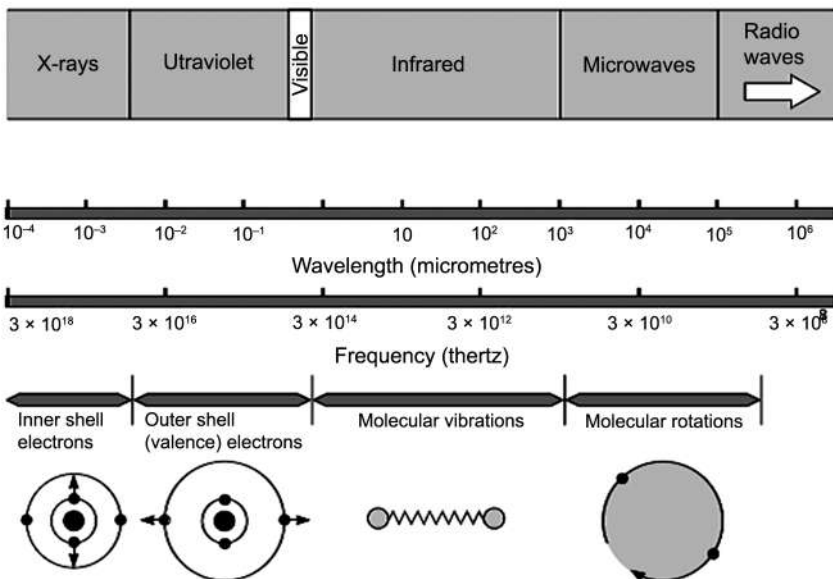 X-rays
Utraviolet
Visible
Infrared
Microwaves
Radio
waves
10⁻⁴ 10⁻³ 10⁻² 10⁻¹ 10 10² 10³ 10⁴ 10⁵ 10⁶
Wavelength (micrometres)
3 × 10¹⁸ 3 × 10¹⁶ 3 × 10¹⁴ 3 × 10¹² 3 × 10¹⁰ 3 × 10⁸
Frequency (thertz)
Inner shell
electrons
Outer shell
(valence) electrons
Molecular vibrations
Molecular rotations